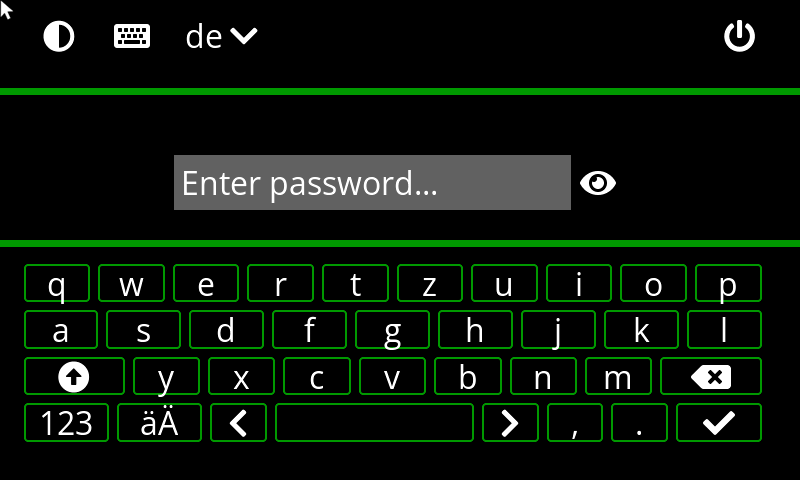 de
Enter password...
q w e r t z u i o p
a s d f g h j k l
y x c v b n m
123 äÄ , .